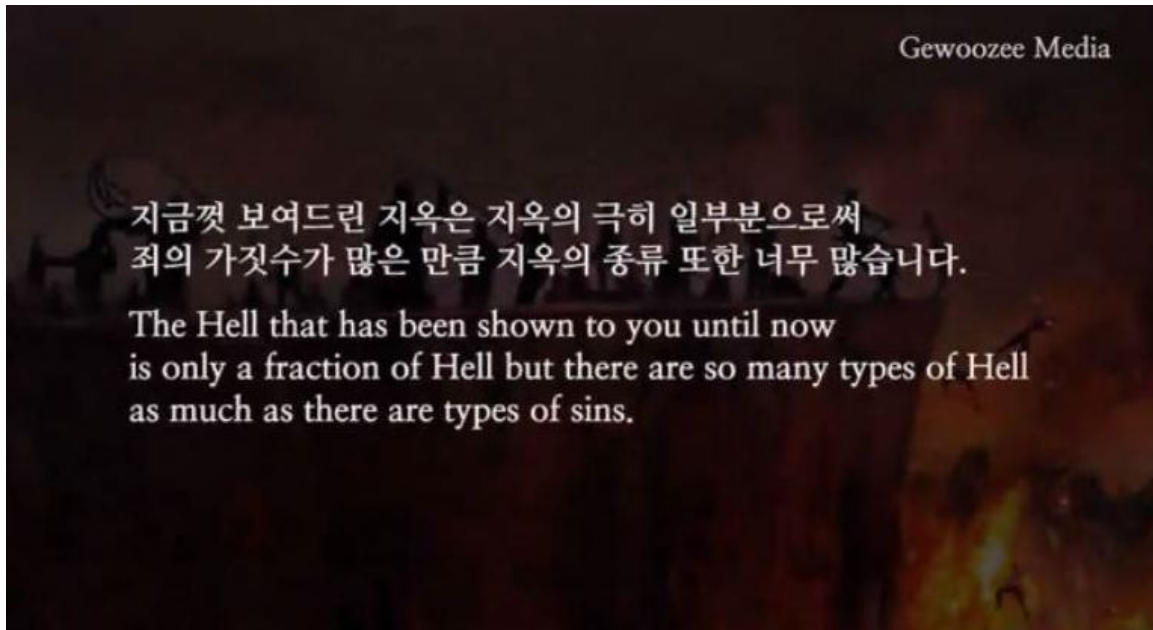 Gewoozee Media
지금껏 보여드린 지옥은 지옥의 극히 일부분으로써
죄의 가짓수가 많은 만큼 지옥의 종류 또한 너무 많습니다.
The Hell that has been shown to you until now
is only a fraction of Hell but there are so many types of Hell
as much as there are types of sins.